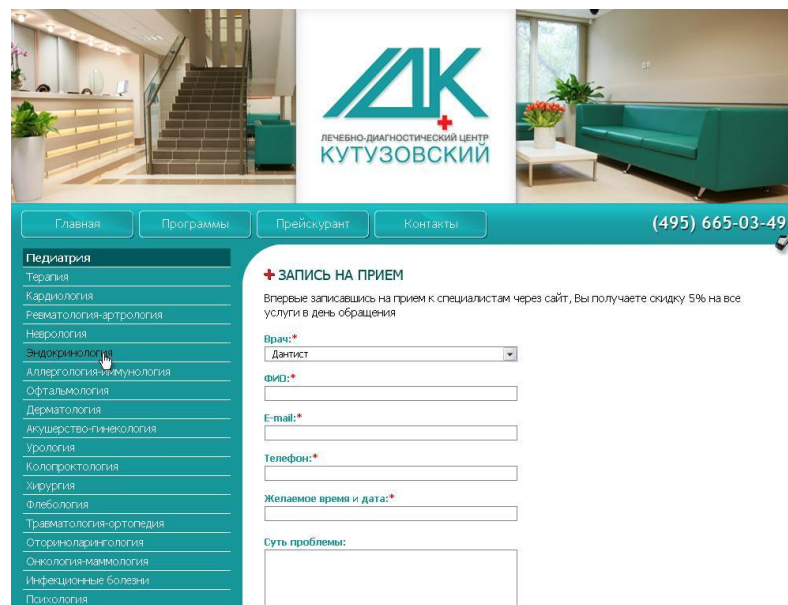 ЛДК
ЛЕЧЕБНО-ДИАГНОСТИЧЕСКИЙ ЦЕНТР
КУТУЗОВСКИЙ
Главная
Программы
Прейскурант
Контакты
(495) 665-03-49
Педиатрия
Терапия
Кардиология
Ревматология-артрология
Неврология
Эндокринология
Аллергология-иммунология
Офтальмология
Дерматология
Акушерство-гинекология
Урология
Колопроктология
Хирургия
Флебология
Травматология-ортопедия
Оториноларингология
Онкология-маммология
Инфекционные болезни
Психология
ЗАПИСЬ НА ПРИЕМ
Впервые записавшись на прием к специалистам через сайт, Вы получаете скидку 5% на все
услуги в день обращения
Врач:*
Дантист
ФИО:*
E-mail:*
Телефон:*
Желаемое время и дата:*
Суть проблемы: